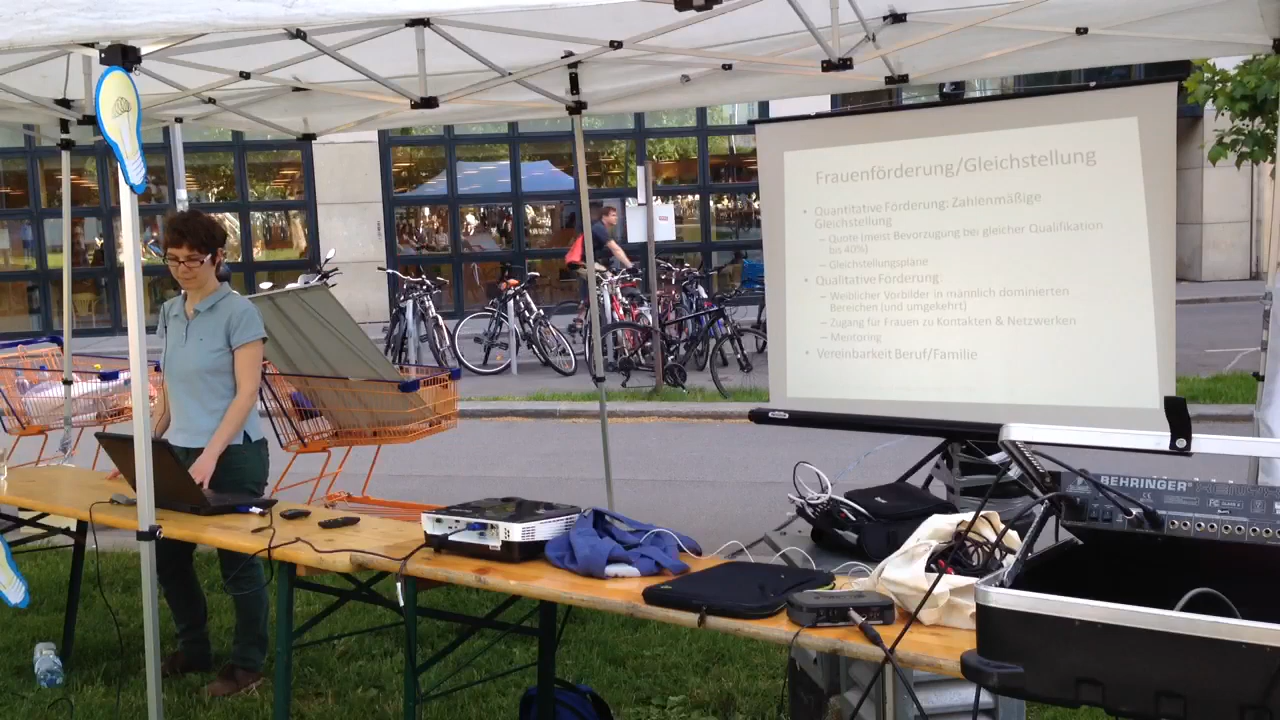 Frauenförderung/Gleichstellung
• Quantitative Förderung: Zahlenmäßige
Gleichstellung
– Quote (meist Bevorzugung bei gleicher Qualifikation
bis 40%)
– Gleichstellungspläne
• Qualitative Förderung:
– Weiblicher Vorbilder in männlich dominierten
Bereichen (und umgekehrt)
– Zugang für Frauen zu Kontakten & Netzwerken
– Mentoring
• Vereinbarkeit Beruf/Familie
BEHRINGER